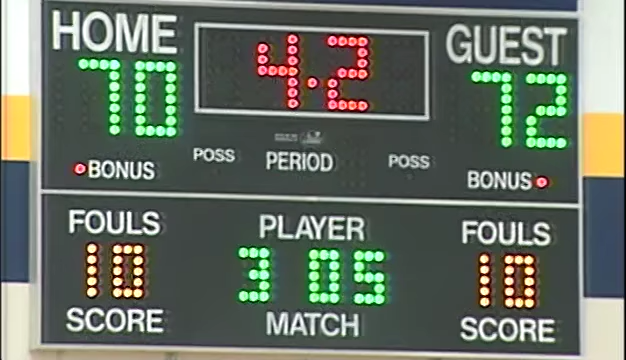 HOME 4.2 GUEST
70 72
POSS PERIOD POSS
BONUS BONUS
FOULS PLAYER FOULS
10 3 05 10
SCORE MATCH SCORE